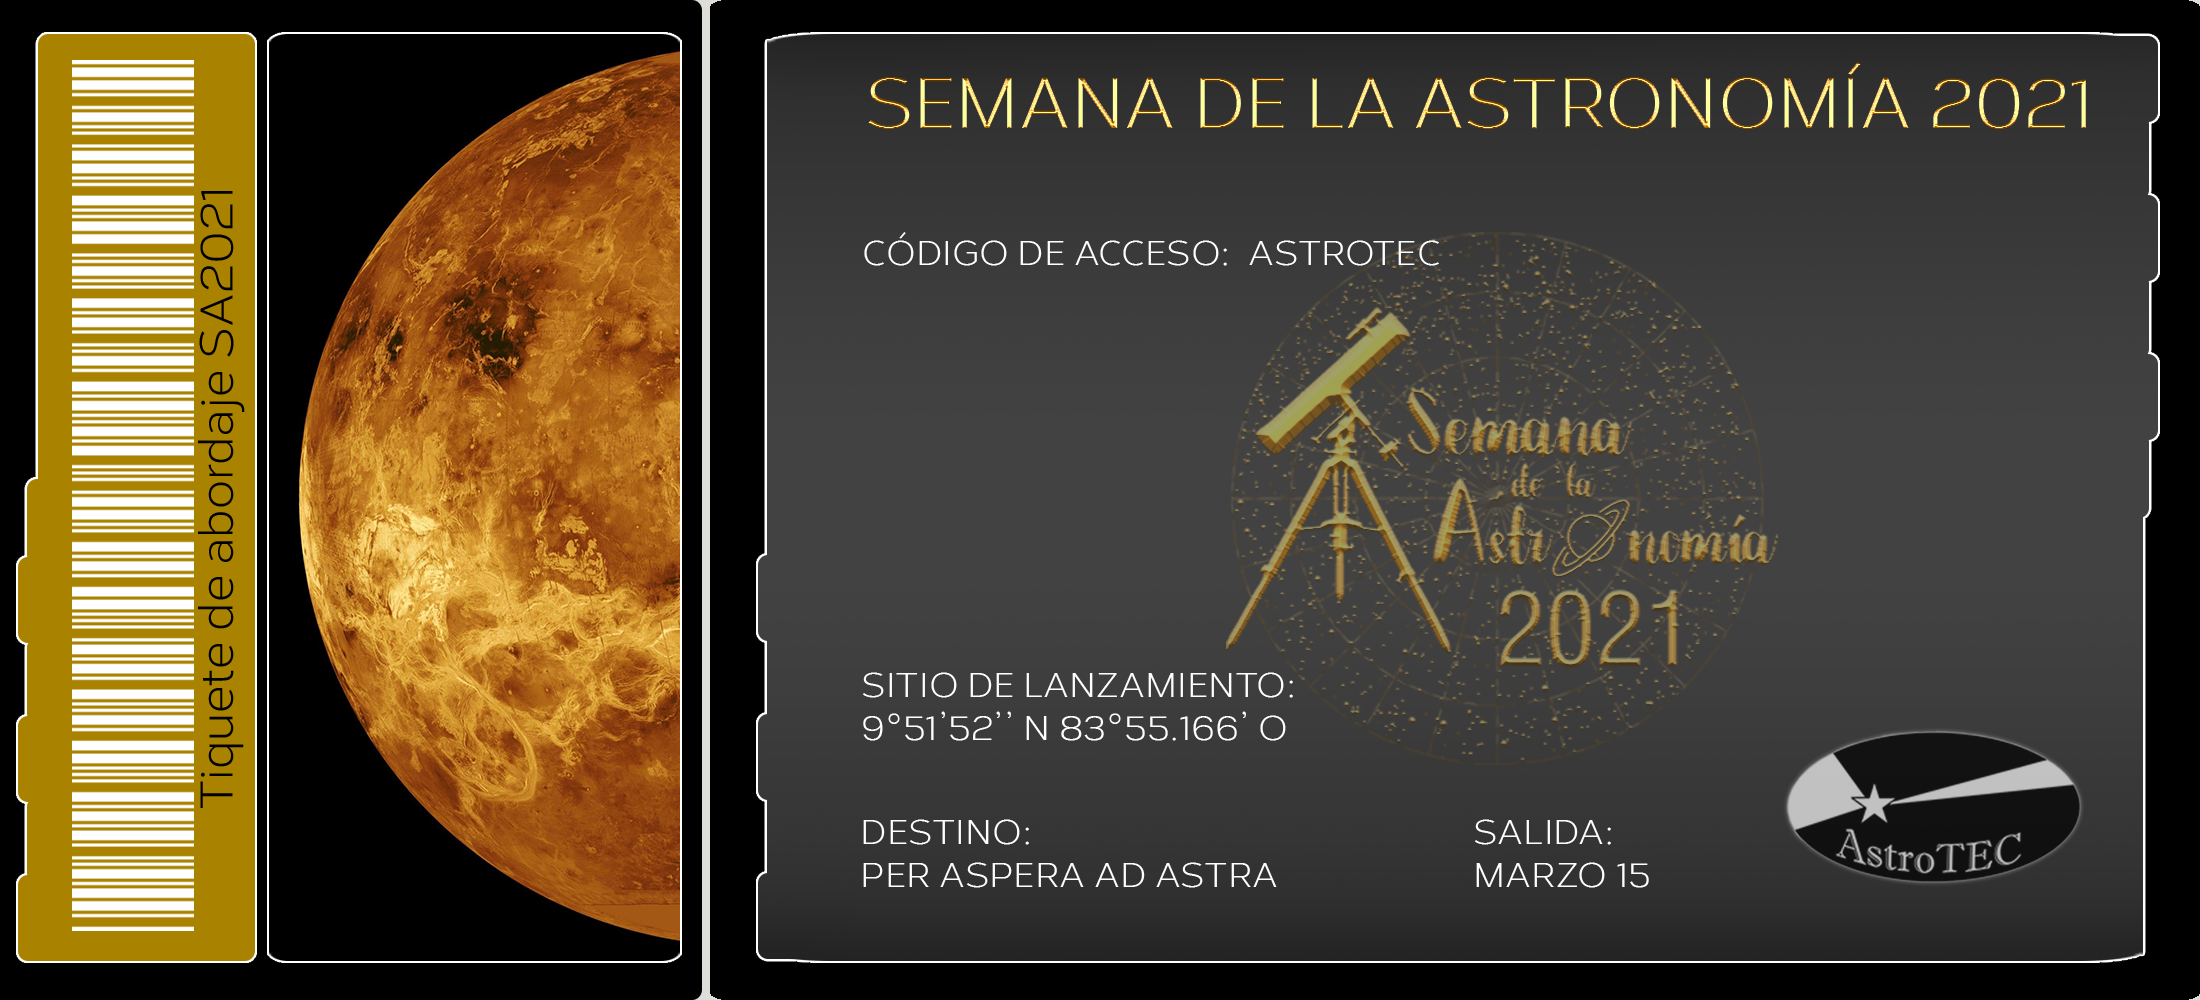 Tiquete de abordaje SA2021
SEMANA DE LA ASTRONOMÍA 2021
CÓDIGO DE ACCESO: ASTROTEC
Semana
de la
Astronomía
2021
SITIO DE LANZAMIENTO:
9°51'52'' N 83°55.166' O
DESTINO:
PER ASPERA AD ASTRA
SALIDA:
MARZO 15
AstroTEC